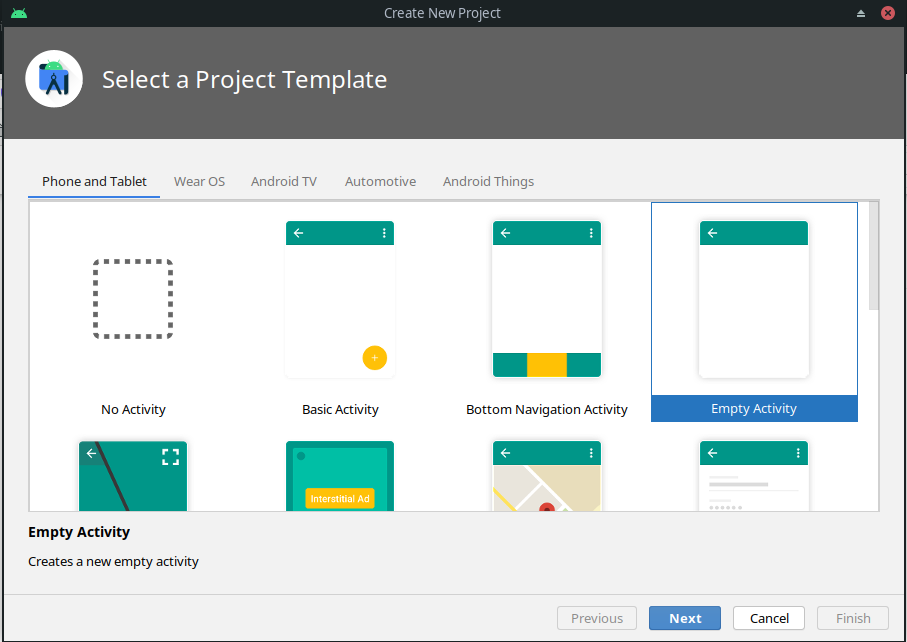 Create New Project
Select a Project Template
Phone and Tablet
Wear OS
Android TV
Automotive
Android Things
No Activity
Basic Activity
Bottom Navigation Activity
Empty Activity
Interstitial Ad
Empty Activity
Creates a new empty activity
Previous
Next
Cancel
Finish